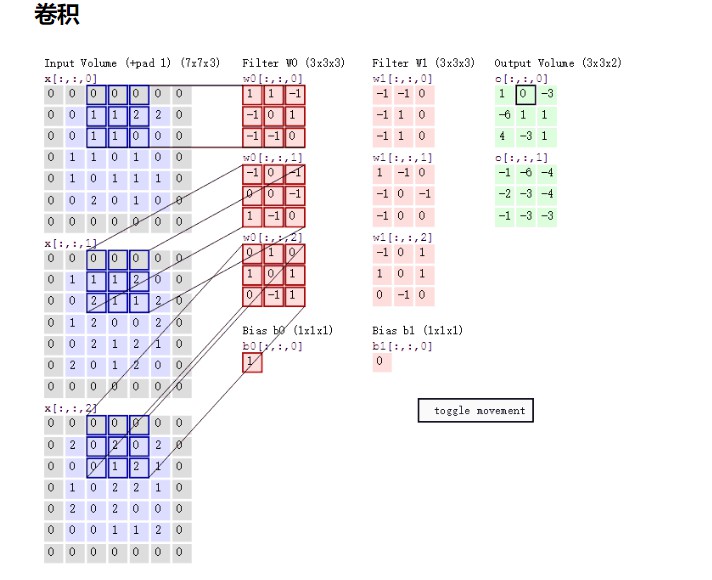 卷积
Input Volume (+pad 1) (7x7x3)
x[:,:,0]
0 0 0 0 0 0 0
0 0 1 1 2 2 0
0 0 1 1 0 0 0
0 1 1 0 1 0 0
0 1 0 1 1 1 0
0 0 2 0 1 0 0
0 0 0 0 0 0 0
x[:,:,1]
0 0 0 0 0 0 0
0 1 1 1 2 0 0
0 0 2 1 1 2 0
0 1 2 0 0 2 0
0 0 2 1 2 1 0
0 2 0 1 2 0 0
0 0 0 0 0 0 0
x[:,:,2]
0 0 0 0 0 0 0
0 2 0 2 0 2 0
0 0 0 1 2 1 0
0 1 0 2 2 1 0
0 2 0 2 0 0 0
0 0 0 1 1 2 0
0 0 0 0 0 0 0
Filter W0 (3x3x3)
w0[:,:,0]
1 1 -1
-1 0 1
-1 -1 0
w0[:,:,1]
-1 0 -1
0 0 -1
1 -1 0
w0[:,:,2]
0 1 0
1 0 1
0 -1 1
Bias b0 (1x1x1)
b0[:,:,0]
1
Filter W1 (3x3x3)
w1[:,:,0]
-1 -1 0
-1 1 0
-1 1 0
w1[:,:,1]
1 -1 0
-1 0 -1
-1 0 0
w1[:,:,2]
-1 0 1
1 0 1
0 -1 0
Bias b1 (1x1x1)
b1[:,:,0]
0
Output Volume (3x3x2)
o[:,:,0]
1 0 -3
-6 1 1
4 -3 1
o[:,:,1]
-1 -6 -4
-2 -3 -4
-1 -3 -3
toggle movement